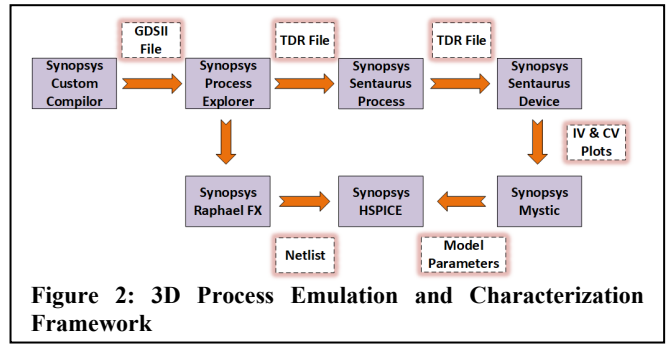 GDSII
File
TDR File
TDR File
Synopsys
Custom
Compilor
Synopsys
Process
Explorer
Synopsys
Sentaurus
Process
Synopsys
Sentaurus
Device
IV & CV
Plots
Synopsys
Raphael FX
Synopsys
HSPICE
Synopsys
Mystic
Netlist
Model
Parameters
Figure 2: 3D Process Emulation and Characterization
Framework